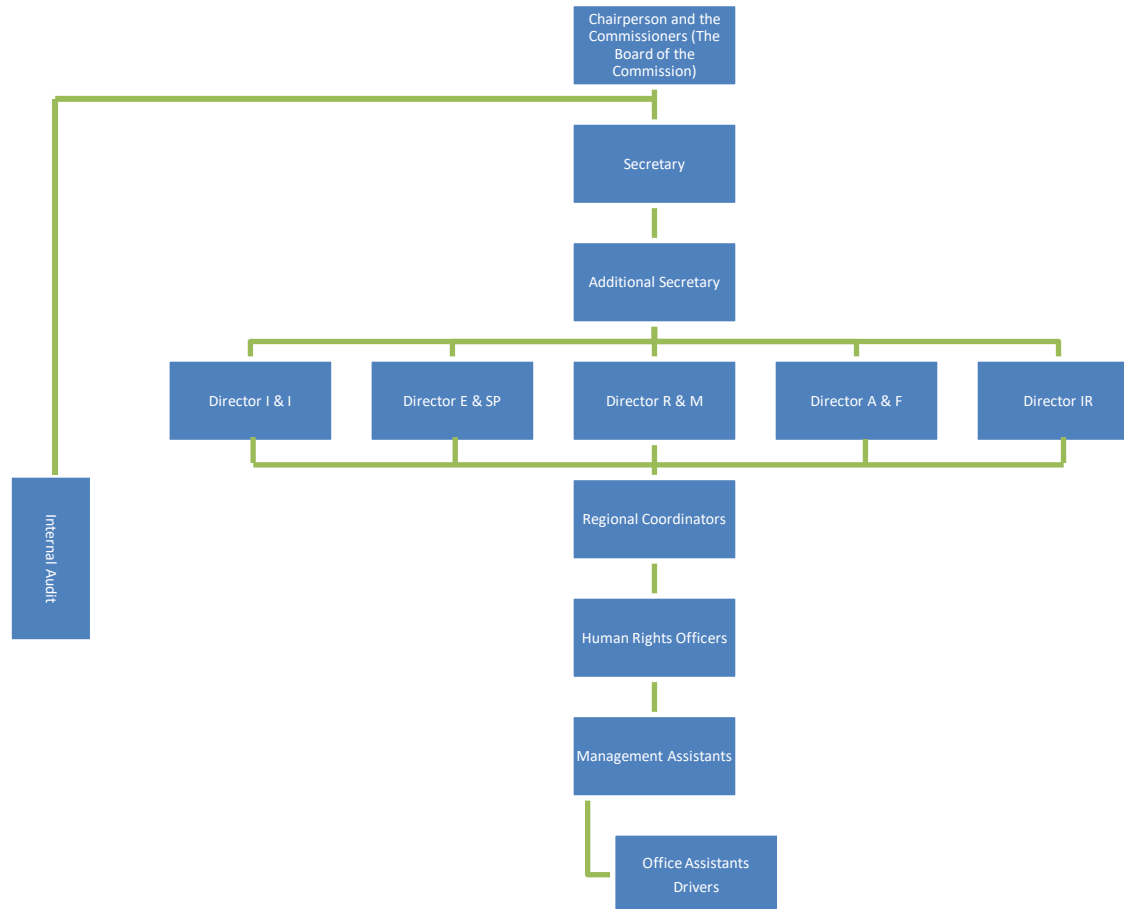 Chairperson and the
Commissioners (The
Board of the
Commission)
Secretary
Additional Secretary
Director I & I
Director E & SP
Director R & M
Director A & F
Director IR
Internal Audit
Regional Coordinators
Human Rights Officers
Management Assistants
Office Assistants
Drivers